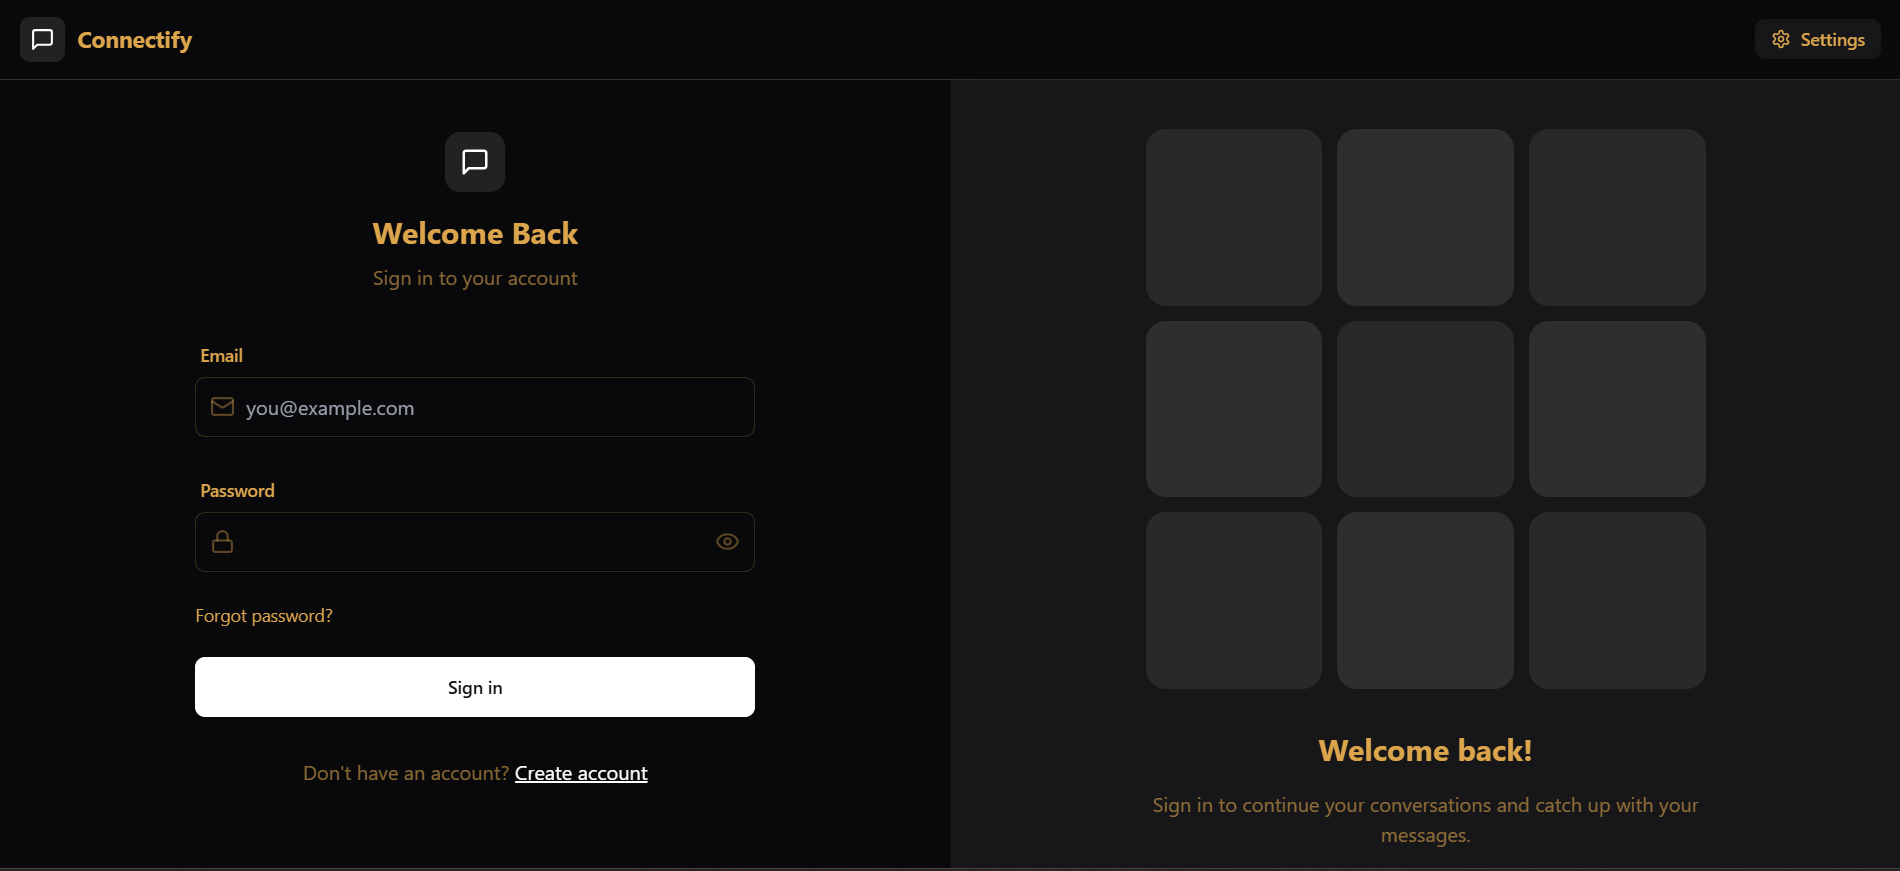 Connectify
Settings
Welcome Back
Sign in to your account
Email
you@example.com
Password
Forgot password?
Sign in
Don't have an account? Create account
Welcome back!
Sign in to continue your conversations and catch up with your
messages.